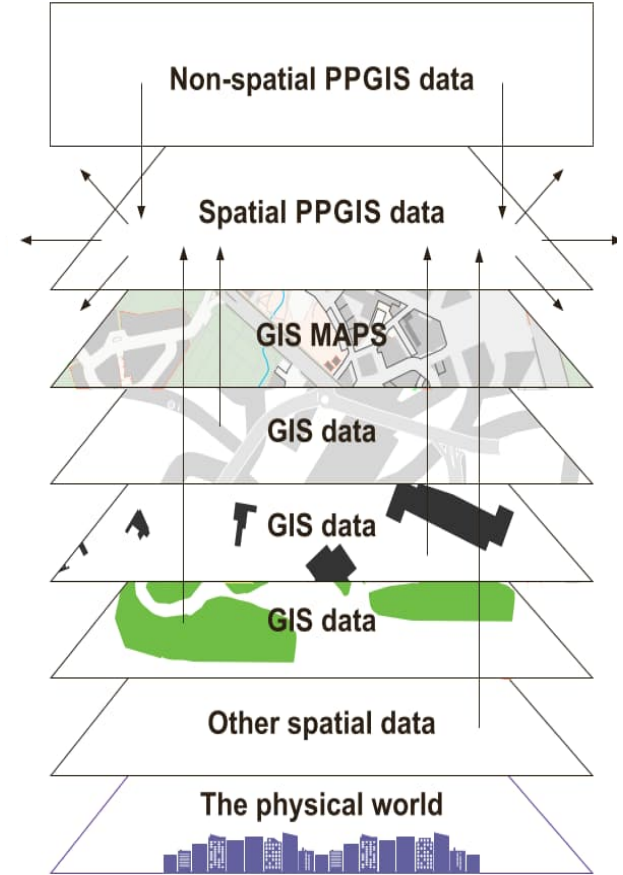 Non-spatial PPGIS data
Spatial PPGIS data
GIS MAPS
GIS data
GIS data
GIS data
Other spatial data
The physical world